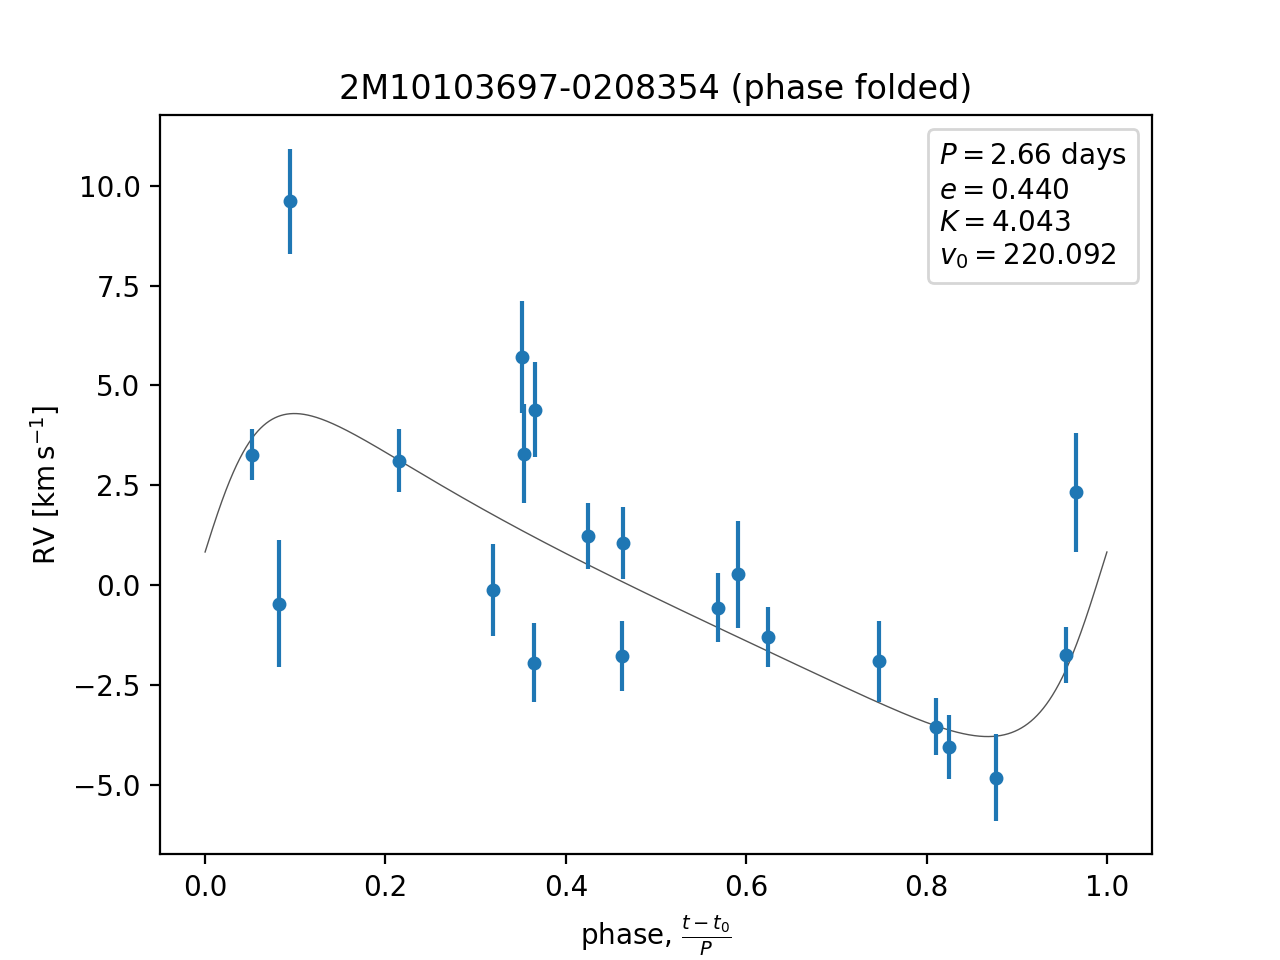 2M10103697-0208354 (phase folded)
P = 2.66 days
e = 0.440
K = 4.043
v₀ = 220.092
10.0
7.5
5.0
2.5
0.0
−2.5
−5.0
RV [km s⁻¹]
0.0 0.2 0.4 0.6 0.8 1.0
phase, (t − t₀)/P